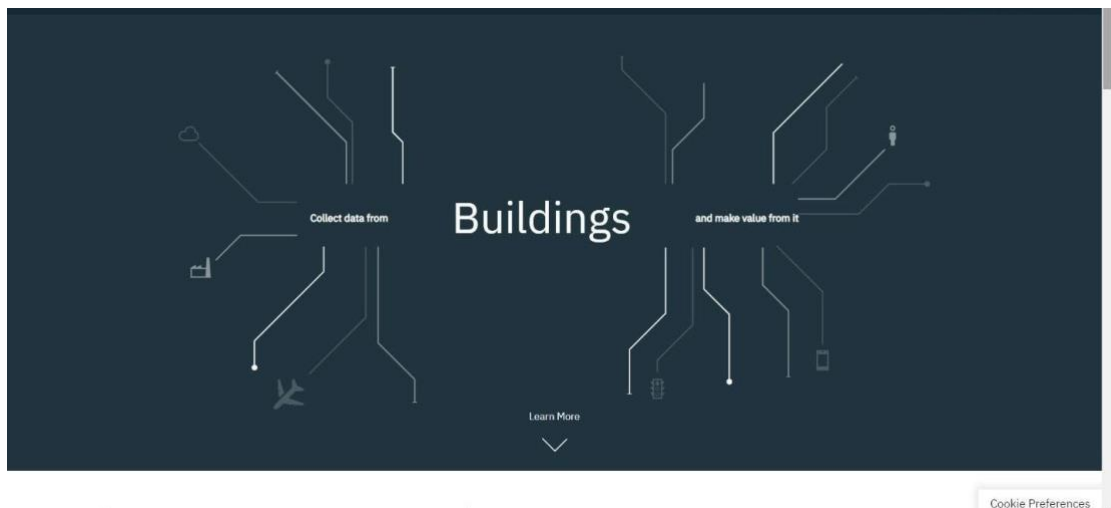 Collect data from
Buildings
and make value from it
Learn More
Cookie Preferences